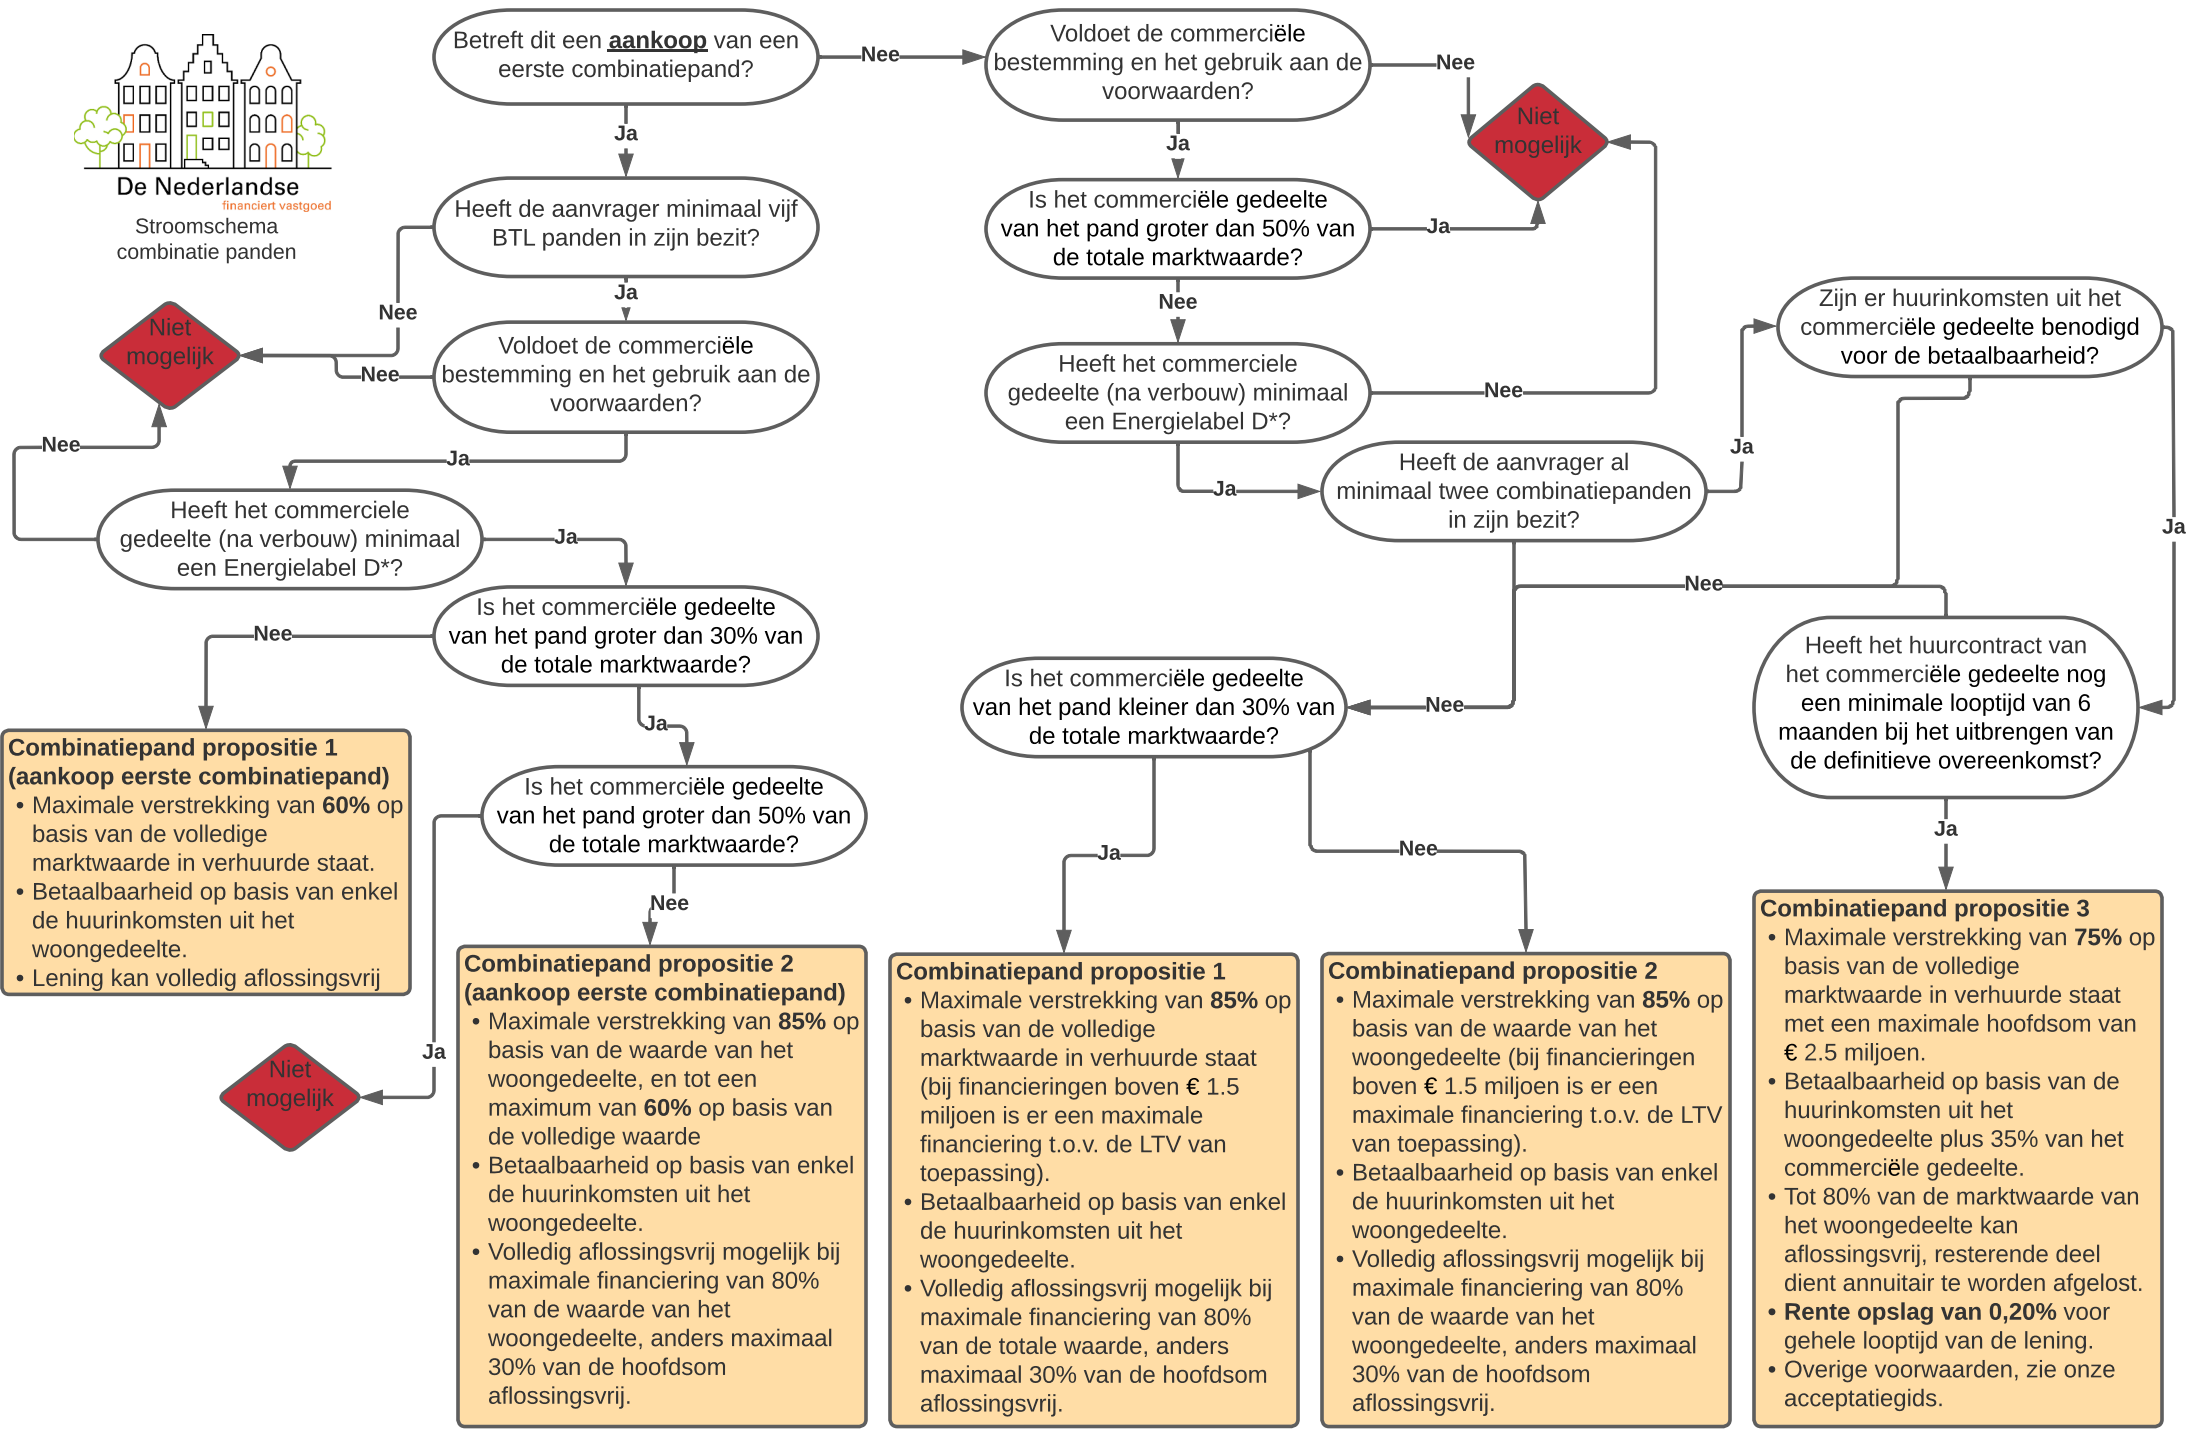 De Nederlandse
financiert vastgoed
Stroomschema
combinatie panden
Betreft dit een aankoop van een
eerste combinatiepand?
Nee
Ja
Heeft de aanvrager minimaal vijf
BTL panden in zijn bezit?
Nee
Ja
Niet
mogelijk
Voldoet de commerciële
bestemming en het gebruik aan de
voorwaarden?
Nee
Ja
Nee
Heeft het commerciele
gedeelte (na verbouw) minimaal
een Energielabel D*?
Ja
Is het commerciële gedeelte
van het pand groter dan 30% van
de totale marktwaarde?
Nee
Ja
Combinatiepand propositie 1
(aankoop eerste combinatiepand)
• Maximale verstrekking van 60% op
basis van de volledige
marktwaarde in verhuurde staat.
• Betaalbaarheid op basis van enkel
de huurinkomsten uit het
woongedeelte.
• Lening kan volledig aflossingsvrij
Is het commerciële gedeelte
van het pand groter dan 50% van
de totale marktwaarde?
Nee
Ja
Niet
mogelijk
Combinatiepand propositie 2
(aankoop eerste combinatiepand)
• Maximale verstrekking van 85% op
basis van de waarde van het
woongedeelte, en tot een
maximum van 60% op basis van
de volledige waarde
• Betaalbaarheid op basis van enkel
de huurinkomsten uit het
woongedeelte.
• Volledig aflossingsvrij mogelijk bij
maximale financiering van 80%
van de waarde van het
woongedeelte, anders maximaal
30% van de hoofdsom
aflossingsvrij.
Voldoet de commerciële
bestemming en het gebruik aan de
voorwaarden?
Nee
Ja
Niet
mogelijk
Is het commerciële gedeelte
van het pand groter dan 50% van
de totale marktwaarde?
Ja
Nee
Heeft het commerciele
gedeelte (na verbouw) minimaal
een Energielabel D*?
Nee
Ja
Heeft de aanvrager al
minimaal twee combinatiepanden
in zijn bezit?
Ja
Zijn er huurinkomsten uit het
commerciële gedeelte benodigd
voor de betaalbaarheid?
Ja
Nee
Heeft het huurcontract van
het commerciële gedeelte nog
een minimale looptijd van 6
maanden bij het uitbrengen van
de definitieve overeenkomst?
Ja
Nee
Is het commerciële gedeelte
van het pand kleiner dan 30% van
de totale marktwaarde?
Ja
Nee
Combinatiepand propositie 1
• Maximale verstrekking van 85% op
basis van de volledige
marktwaarde in verhuurde staat
(bij financieringen boven € 1.5
miljoen is er een maximale
financiering t.o.v. de LTV van
toepassing).
• Betaalbaarheid op basis van enkel
de huurinkomsten uit het
woongedeelte.
• Volledig aflossingsvrij mogelijk bij
maximale financiering van 80%
van de totale waarde, anders
maximaal 30% van de hoofdsom
aflossingsvrij.
Combinatiepand propositie 2
• Maximale verstrekking van 85% op
basis van de waarde van het
woongedeelte (bij financieringen
boven € 1.5 miljoen is er een
maximale financiering t.o.v. de LTV
van toepassing).
• Betaalbaarheid op basis van enkel
de huurinkomsten uit het
woongedeelte.
• Volledig aflossingsvrij mogelijk bij
maximale financiering van 80%
van de waarde van het
woongedeelte, anders maximaal
30% van de hoofdsom
aflossingsvrij.
Combinatiepand propositie 3
• Maximale verstrekking van 75% op
basis van de volledige
marktwaarde in verhuurde staat
met een maximale hoofdsom van
€ 2.5 miljoen.
• Betaalbaarheid op basis van de
huurinkomsten uit het
woongedeelte plus 35% van het
commerciële gedeelte.
• Tot 80% van de marktwaarde van
het woongedeelte kan
aflossingsvrij, resterende deel
dient annuitair te worden afgelost.
• Rente opslag van 0,20% voor
gehele looptijd van de lening.
• Overige voorwaarden, zie onze
acceptatiegids.